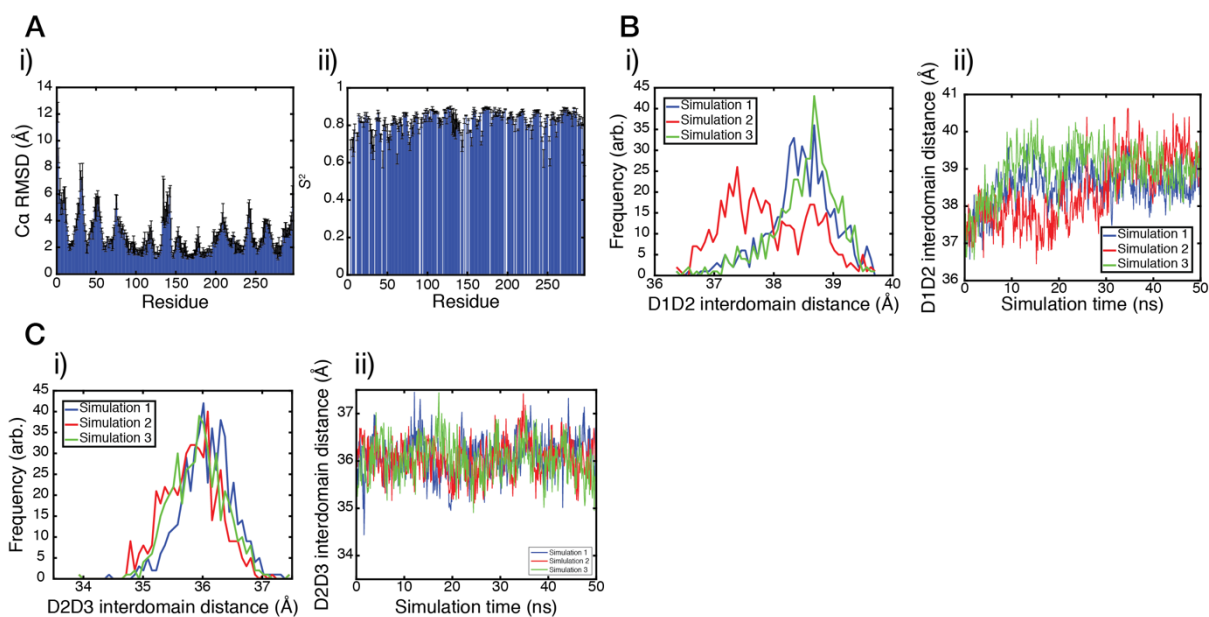 A
i)
Cα RMSD (Å)
14
12
10
8
6
4
2
0
0 50 100 150 200 250
Residue
ii)
S²
1
0.8
0.6
0.4
0.2
0
0 50 100 150 200 250
Residue
B
i)
Frequency (arb.)
45
40
35
30
25
20
15
10
5
0
Simulation 1
Simulation 2
Simulation 3
36 37 38 39 40
D1D2 interdomain distance (Å)
ii)
D1D2 interdomain distance (Å)
41
40
39
38
37
36
Simulation 1
Simulation 2
Simulation 3
0 10 20 30 40 50
Simulation time (ns)
C
i)
Frequency (arb.)
45
40
35
30
25
20
15
10
5
0
Simulation 1
Simulation 2
Simulation 3
34 35 36 37
D2D3 interdomain distance (Å)
ii)
D2D3 interdomain distance (Å)
37
36
35
34
33
Simulation 1
Simulation 2
Simulation 3
0 10 20 30 40 50
Simulation time (ns)